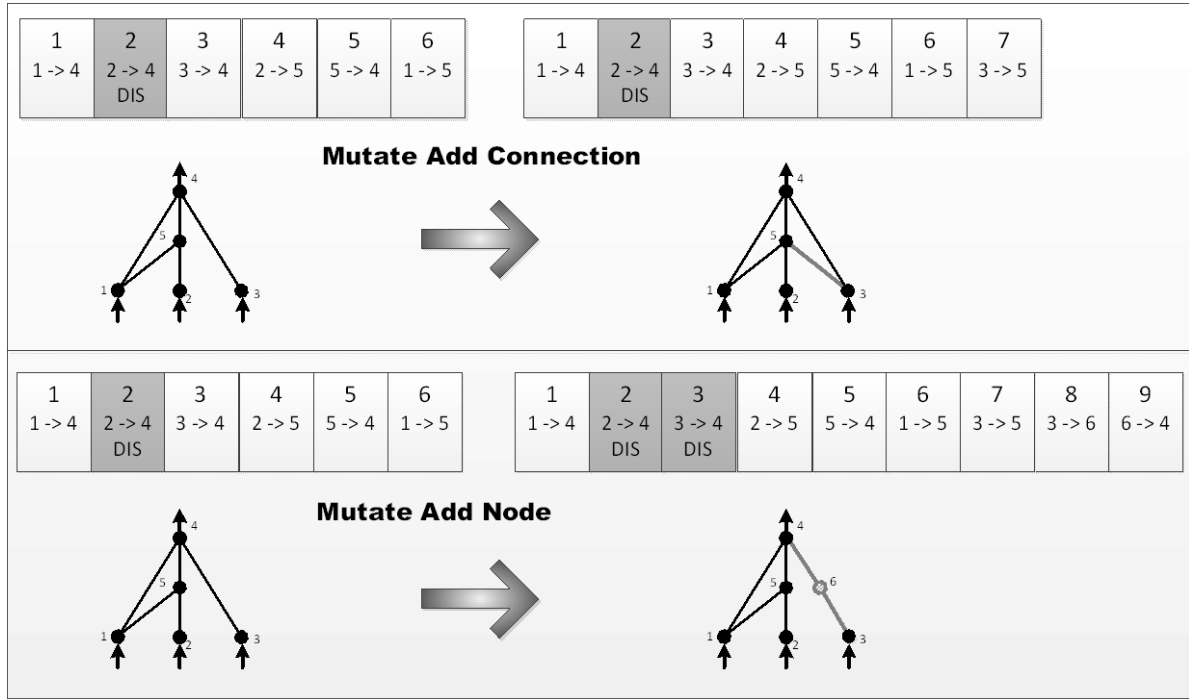 1 2 3 4 5 6
1 -> 4 2 -> 4 3 -> 4 2 -> 5 5 -> 4 1 -> 5
DIS
1 2 3 4 5 6 7
1 -> 4 2 -> 4 3 -> 4 2 -> 5 5 -> 4 1 -> 5 3 -> 5
DIS
Mutate Add Connection
4
5
1 2 3
4
5
1 2 3
1 2 3 4 5 6
1 -> 4 2 -> 4 3 -> 4 2 -> 5 5 -> 4 1 -> 5
DIS
1 2 3 4 5 6 7 8 9
1 -> 4 2 -> 4 3 -> 4 2 -> 5 5 -> 4 1 -> 5 3 -> 5 3 -> 6 6 -> 4
DIS DIS
Mutate Add Node
4
5
1 2 3
4
5 6
1 2 3